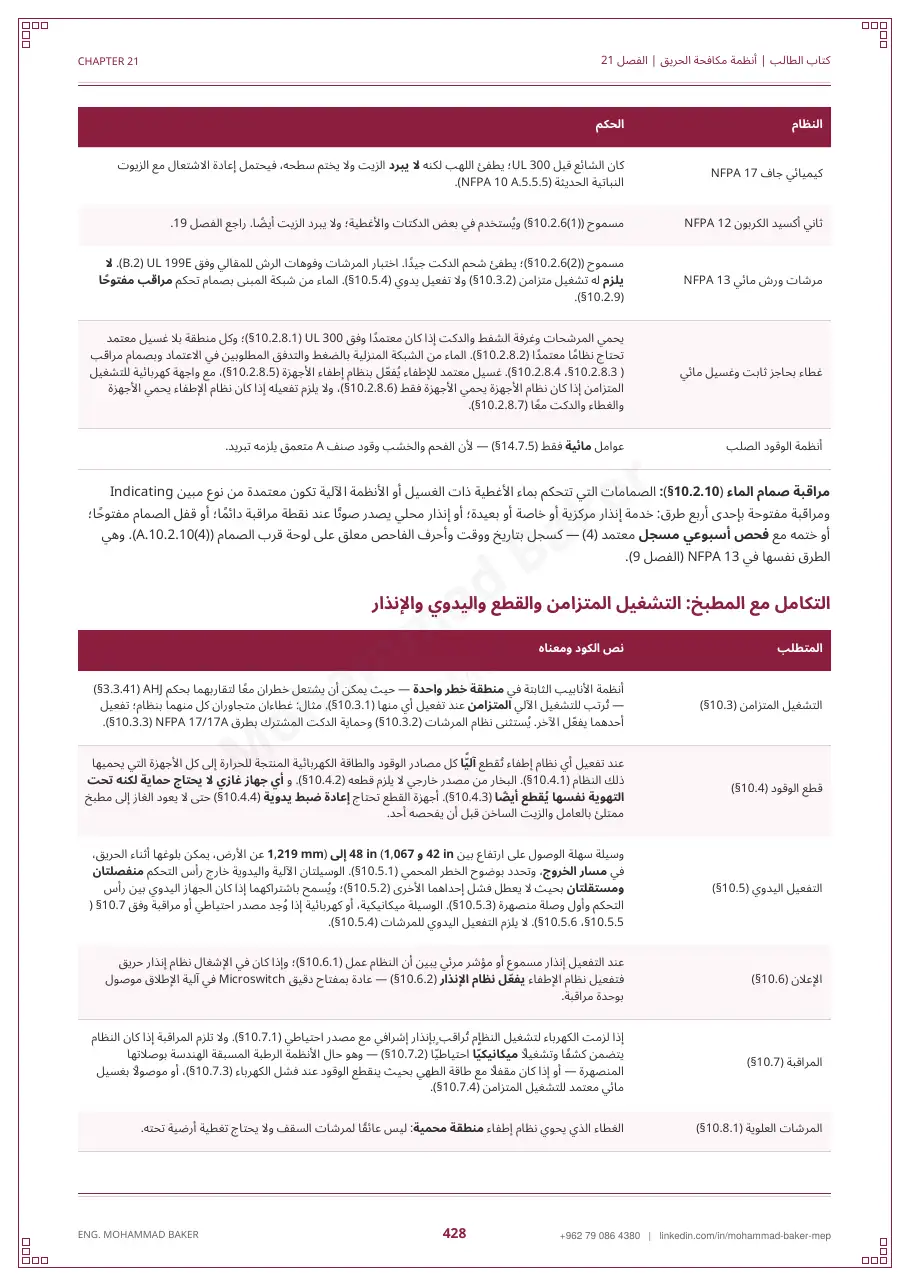 كتاب الطالب | أنظمة مكافحة الحريق | الفصل 21
CHAPTER 21
النظام
الحكم
كيميائي جاف NFPA 17
كان الشائع قبل UL 300؛ يطفئ اللهب لكنه لا يبرد الزيت ولا يختم سطحه، فيحتمل إعادة الاشتعال مع الزيوت
النباتية الحديثة (NFPA 10 A.5.5.5).
ثاني أكسيد الكربون NFPA 12
مسموح (§10.2.6(1)) ويُستخدم في بعض الدكتات والأغطية؛ ولا يبرد الزيت أيضًا. راجع الفصل 19.
مرشات ورش مائي NFPA 13
مسموح (§10.2.6(2))؛ يطفئ شحم الدكت جيدًا. اختبار المرشات وفوهات الرش للمقالي وفق UL 199E (B.2). لا
يلزم له تشغيل متزامن (§10.3.2) ولا تفعيل يدوي (§10.5.4). الماء من شبكة المبنى بصمام تحكم مراقَب مفتوحًا
(§10.2.9).
غطاء بحاجز ثابت وغسيل مائي
يحمي المرشحات وغرفة الشفط والدكت إذا كان معتمدًا وفق UL 300 (§10.2.8.1)؛ وكل منطقة بلا غسيل معتمد
تحتاج نظامًا معتمدًا (§10.2.8.2). الماء من الشبكة المنزلية بالضغط والتدفق المطلوبين في الاعتماد وبصمام مراقب
(§10.2.8.3، §10.2.8.4). غسيل معتمد للإطفاء يُفعّل بنظام إطفاء الأجهزة (§10.2.8.5)، مع واجهة كهربائية للتشغيل
المتزامن إذا كان نظام الأجهزة يحمي الأجهزة فقط (§10.2.8.6)، ولا يلزم تفعيله إذا كان نظام الإطفاء يحمي الأجهزة
والغطاء والدكت معًا (§10.2.8.7).
أنظمة الوقود الصلب
عوامل مائية فقط (§14.7.5) — لأن الفحم والخشب وقود صنف A متعمق يلزمه تبريد.
مراقبة صمام الماء (§10.2.10): الصمامات التي تتحكم بماء الأغطية ذات الغسيل أو الأنظمة الآلية تكون معتمدة من نوع مبين Indicating
ومراقبة مفتوحة بإحدى أربع طرق: خدمة إنذار مركزية أو خاصة أو بعيدة؛ أو إنذار محلي يصدر صوتًا عند نقطة مراقبة دائمًا؛ أو قفل الصمام مفتوحًا؛
أو ختمه مع فحص أسبوعي مسجل معتمد (4) — كسجل بتاريخ ووقت وأحرف الفاحص معلق على لوحة قرب الصمام (A.10.2.10(4)). وهي
الطرق نفسها في NFPA 13 (الفصل 9).
التكامل مع المطبخ: التشغيل المتزامن والقطع واليدوي والإنذار
المتطلب
نص الكود ومعناه
التشغيل المتزامن (§10.3)
أنظمة الأنابيب الثابتة في منطقة خطر واحدة — حيث يمكن أن يشتعل خطران معًا لتقاربهما بحكم AHJ (§3.3.41)
— تُرتب للتشغيل الآلي المتزامن عند تفعيل أي منها (§10.3.1). مثال: غطاءان متجاوران كل منهما بنظام؛ تفعيل
أحدهما يفعّل الآخر. يُستثنى نظام المرشات (§10.3.2) وحماية الدكت المشترك بطرق NFPA 17/17A (§10.3.3).
قطع الوقود (§10.4)
عند تفعيل أي نظام إطفاء تُقطع آليًّا كل مصادر الوقود والطاقة الكهربائية المنتجة للحرارة إلى كل الأجهزة التي يحميها
ذلك النظام (§10.4.1). البخار من مصدر خارجي لا يلزم قطعه (§10.4.2). و أي جهاز غازي لا يحتاج حماية لكنه تحت
التهوية نفسها يُقطع أيضًا (§10.4.3). أجهزة القطع تحتاج إعادة ضبط يدوية (§10.4.4) حتى لا يعود الغاز إلى مطبخ
ممتلئ بالعامل والزيت الساخن قبل أن يفحصه أحد.
التفعيل اليدوي (§10.5)
وسيلة سهلة الوصول على ارتفاع بين 42 in و 48 in (1,067 إلى 1,219 mm) عن الأرض، يمكن بلوغها أثناء الحريق،
في مسار الخروج، وتحدد بوضوح الخطر المحمي (§10.5.1). الوسيلتان الآلية واليدوية خارج رأس التحكم منفصلتان
ومستقلتان بحيث لا يعطل فشل إحداهما الأخرى (§10.5.2)؛ ويُسمح باشتراكهما إذا كان الجهاز اليدوي بين رأس
التحكم وأول وصلة منصهرة (§10.5.3). الوسيلة ميكانيكية، أو كهربائية إذا وُجد مصدر احتياطي أو مراقبة وفق §10.7 (
§10.5.5، §10.5.6). لا يلزم التفعيل اليدوي للمرشات (§10.5.4).
الإعلان (§10.6)
عند التفعيل إنذار مسموع أو مؤشر مرئي يبين أن النظام عمل (§10.6.1)؛ وإذا كان في الإشغال نظام إنذار حريق
فتفعيل نظام الإطفاء يفعّل نظام الإنذار (§10.6.2) — عادة بمفتاح دقيق Microswitch في آلية الإطلاق موصول
بوحدة مراقبة.
المراقبة (§10.7)
إذا لزمت الكهرباء لتشغيل النظام تُراقب بإنذار إشرافي مع مصدر احتياطي (§10.7.1). ولا تلزم المراقبة إذا كان النظام
يتضمن كشفًا وتشغيلًا ميكانيكيًا احتياطيًا (§10.7.2) — وهو حال الأنظمة الرطبة المسبقة الهندسة بوصلاتها
المنصهرة — أو إذا كان مقفلًا مع طاقة الطهي بحيث ينقطع الوقود عند فشل الكهرباء (§10.7.3)، أو موصولًا بغسيل
مائي معتمد للتشغيل المتزامن (§10.7.4).
المرشات العلوية (§10.8.1)
الغطاء الذي يحوي نظام إطفاء منطقة محمية: ليس عائقًا لمرشات السقف ولا يحتاج تغطية أرضية تحته.
ENG. MOHAMMAD BAKER
428
+962 79 086 4380 | linkedin.com/in/mohammad-baker-mep